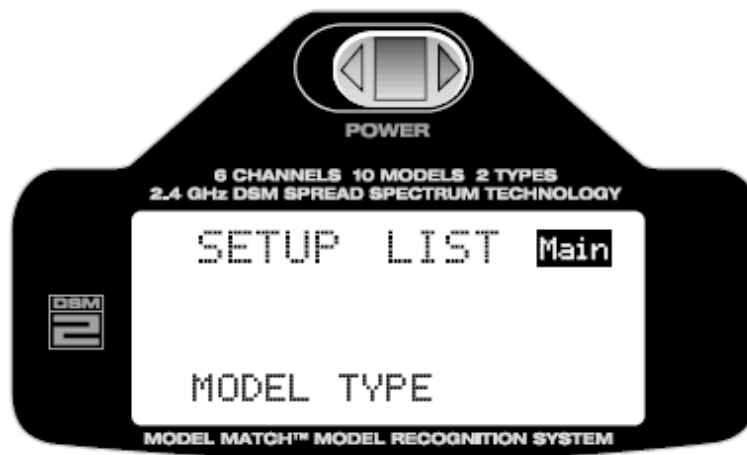 POWER
6 CHANNELS 10 MODELS 2 TYPES
2.4 GHz DSM SPREAD SPECTRUM TECHNOLOGY
SETUP LIST Main
DSM
2
MODEL TYPE
MODEL MATCH™ MODEL RECOGNITION SYSTEM